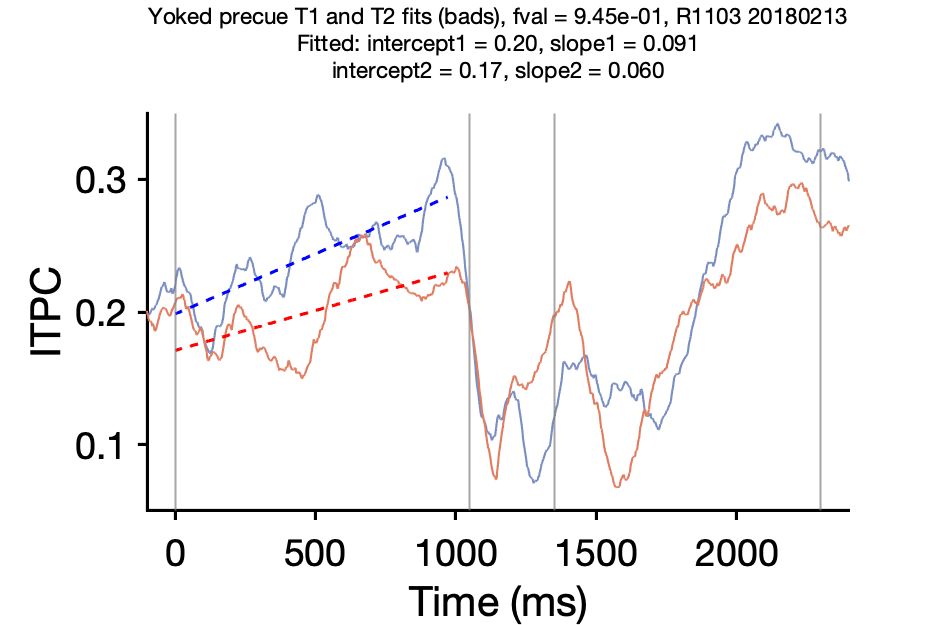 Yoked precue T1 and T2 fits (bads), fval = 9.45e-01, R1103 20180213
Fitted: intercept1 = 0.20, slope1 = 0.091
intercept2 = 0.17, slope2 = 0.060
0.3
0.2
0.1
ITPC
0 500 1000 1500 2000
Time (ms)